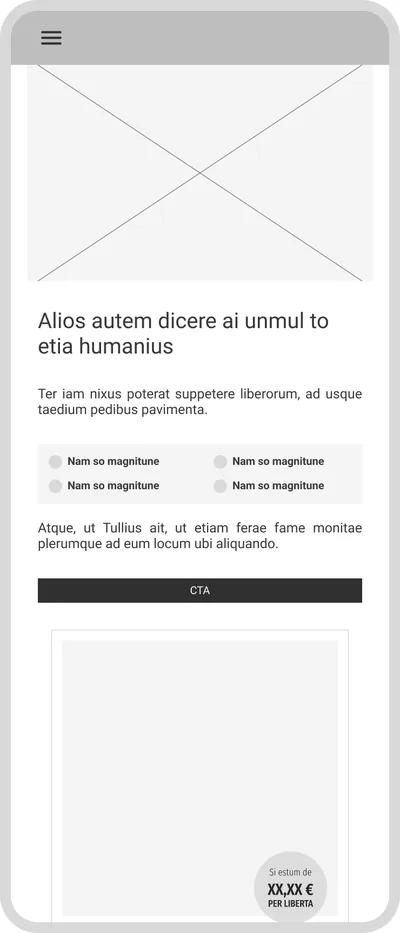 Alios autem dicere ai unmul to
etia humanius
Ter iam nixus poterat suppetere liberorum, ad usque
taedium pedibus pavimenta.
Nam so magnitune
Nam so magnitune
Nam so magnitune
Nam so magnitune
Atque, ut Tullius ait, ut etiam ferae fame monitae
plerumque ad eum locum ubi aliquando.
CTA
Si estum de
XX,XX €
PER LIBERTA